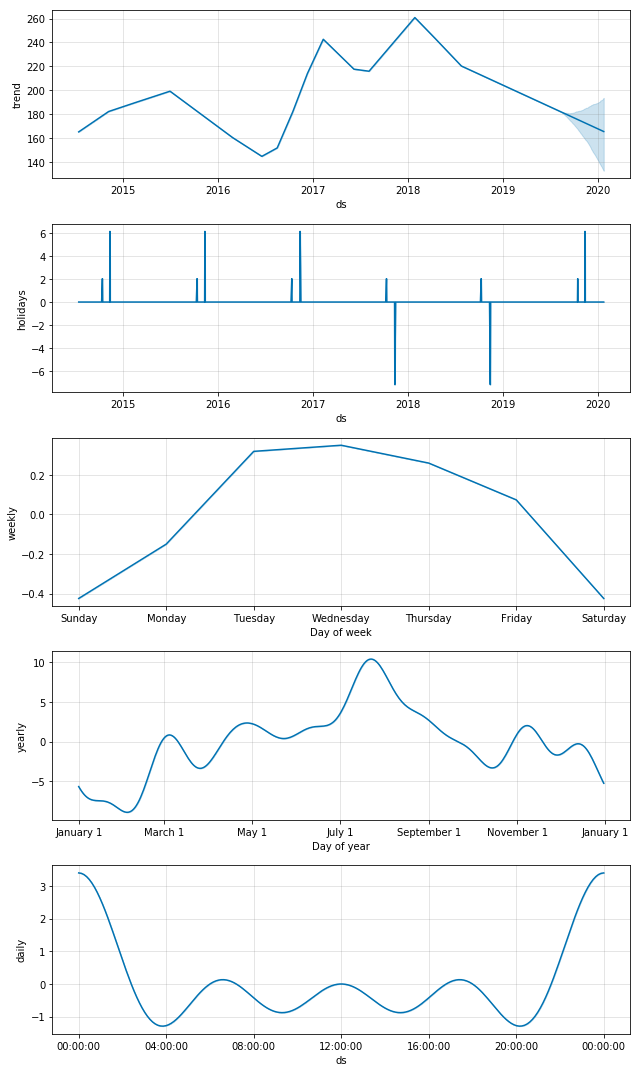 260
240
220
200
180
160
140
trend
2015 2016 2017 2018 2019 2020
ds
6
4
2
0
−2
−4
−6
holidays
2015 2016 2017 2018 2019 2020
ds
0.2
0.0
−0.2
−0.4
weekly
Sunday Monday Tuesday Wednesday Thursday Friday Saturday
Day of week
10
5
0
−5
yearly
January 1 March 1 May 1 July 1 September 1 November 1 January 1
Day of year
3
2
1
0
−1
daily
00:00:00 04:00:00 08:00:00 12:00:00 16:00:00 20:00:00 00:00:00
ds